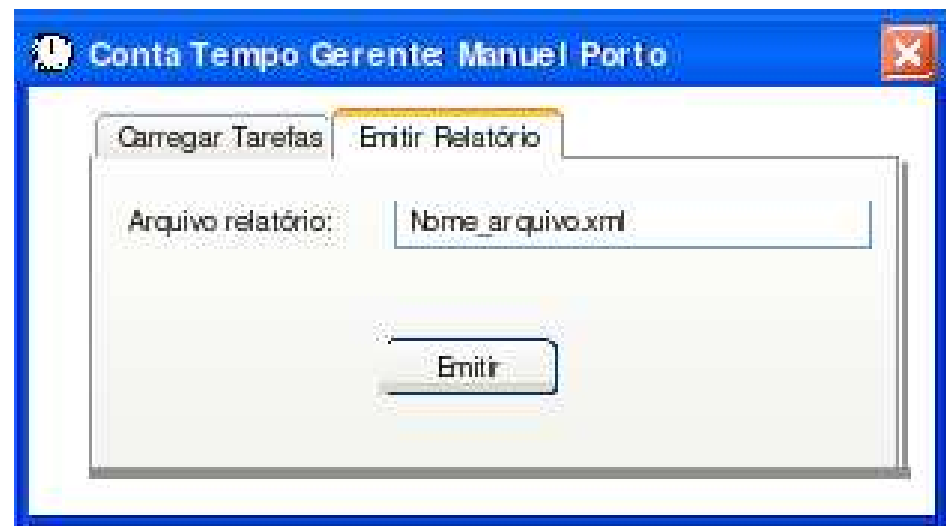 Conta Tempo Gerente: Manuel Porto
Carregar Tarefas Emitir Relatório
Arquivo relatório: Nome_arquivo.xml
Emitir